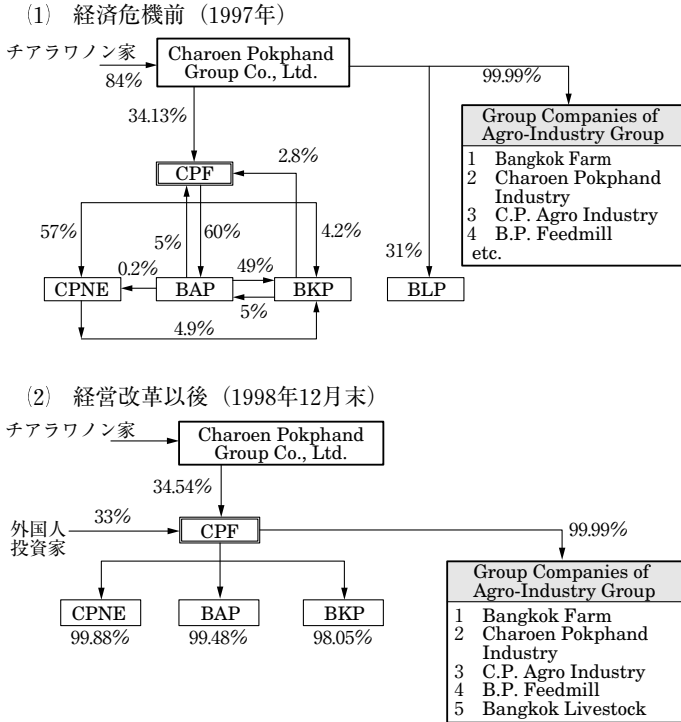 (1) 経済危機前（1997年）
チアラワノン家
84%
Charoen Pokphand
Group Co., Ltd.
99.99%
34.13%
Group Companies of
Agro-Industry Group
1 Bangkok Farm
2 Charoen Pokphand
Industry
3 C.P. Agro Industry
4 B.P. Feedmill
etc.
2.8%
CPF
57%
5%
60%
4.2%
31%
0.2%
49%
CPNE
BAP
BKP
BLP
5%
4.9%
(2) 経営改革以後（1998年12月末）
チアラワノン家
Charoen Pokphand
Group Co., Ltd.
34.54%
外国人
投資家
33%
CPF
99.99%
Group Companies of
Agro-Industry Group
1 Bangkok Farm
2 Charoen Pokphand
Industry
3 C.P. Agro Industry
4 B.P. Feedmill
5 Bangkok Livestock
CPNE
BAP
BKP
99.88%
99.48%
98.05%